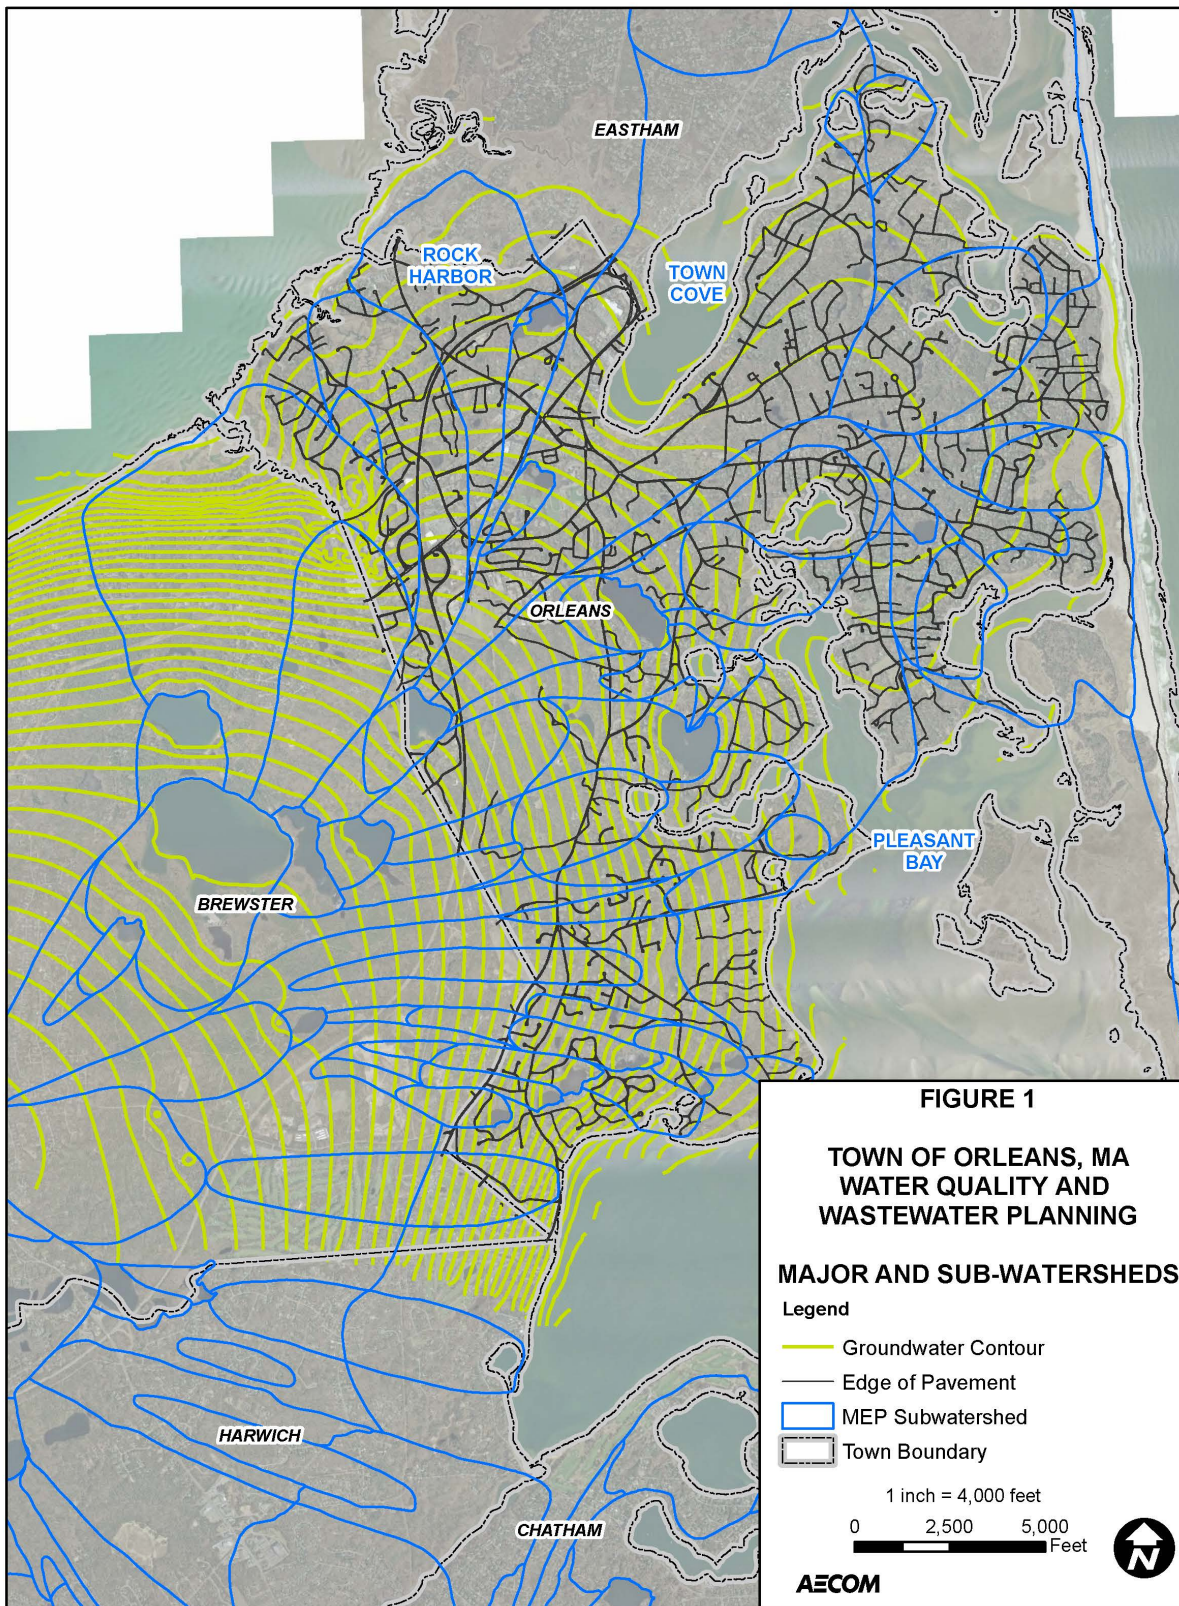 EASTHAM
ROCK
HARBOR
TOWN
COVE
ORLEANS
PLEASANT
BAY
BREWSTER
HARWICH
CHATHAM
FIGURE 1
TOWN OF ORLEANS, MA
WATER QUALITY AND
WASTEWATER PLANNING
MAJOR AND SUB-WATERSHEDS
Legend
Groundwater Contour
Edge of Pavement
MEP Subwatershed
Town Boundary
1 inch = 4,000 feet
0 2,500 5,000
Feet
N
AECOM